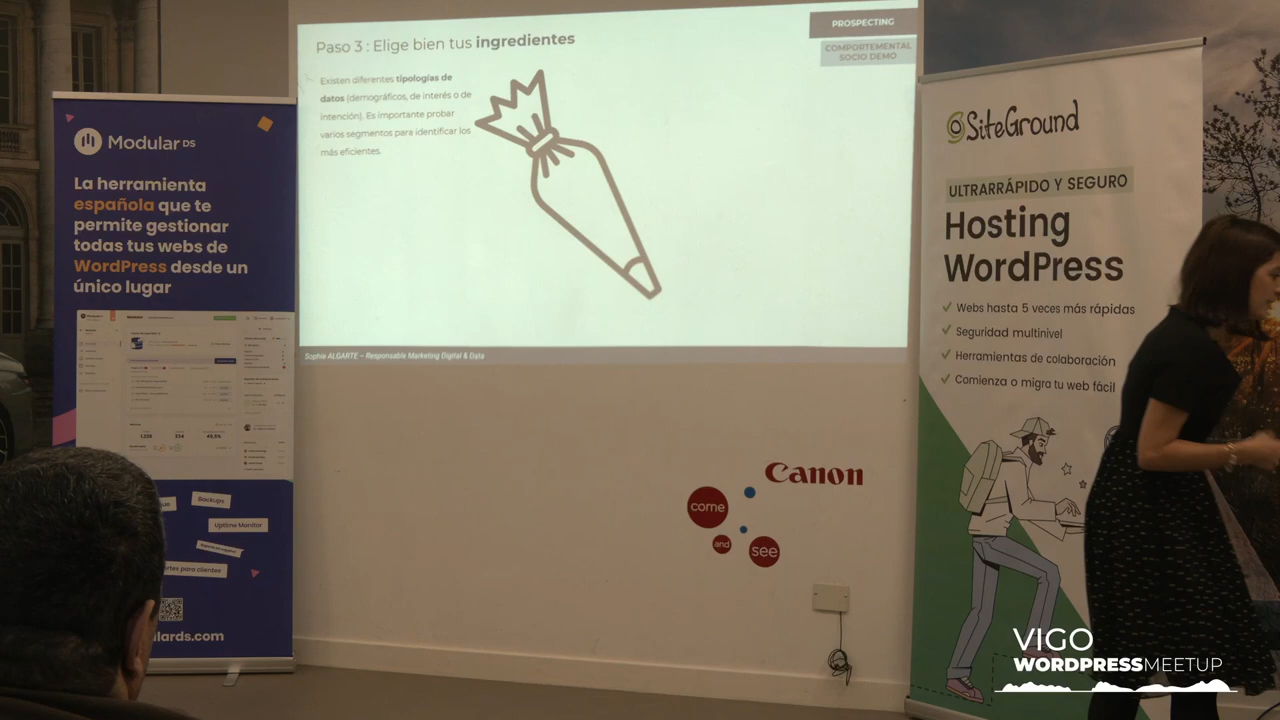 Paso 3 : Elige bien tus ingredientes
PROSPECTING
COMPORTEMENTAL
SOCIO DEMO
Existen diferentes tipologías de
datos (demográficos, de interés o de
intención). Es importante probar
varios segmentos para identificar los
más eficientes.
Sophie ALGARTE – Responsable Marketing Digital & Data
Modular DS
La herramienta
española que te
permite gestionar
todas tus webs de
WordPress desde un
único lugar
Backups
Uptime Monitor
rtes para clientes
lards.com
Canon
come
and
see
SiteGround
ULTRARRÁPIDO Y SEGURO
Hosting
WordPress
Webs hasta 5 veces más rápidas
Seguridad multinivel
Herramientas de colaboración
Comienza o migra tu web fácil
VIGO
WORDPRESSMEETUP